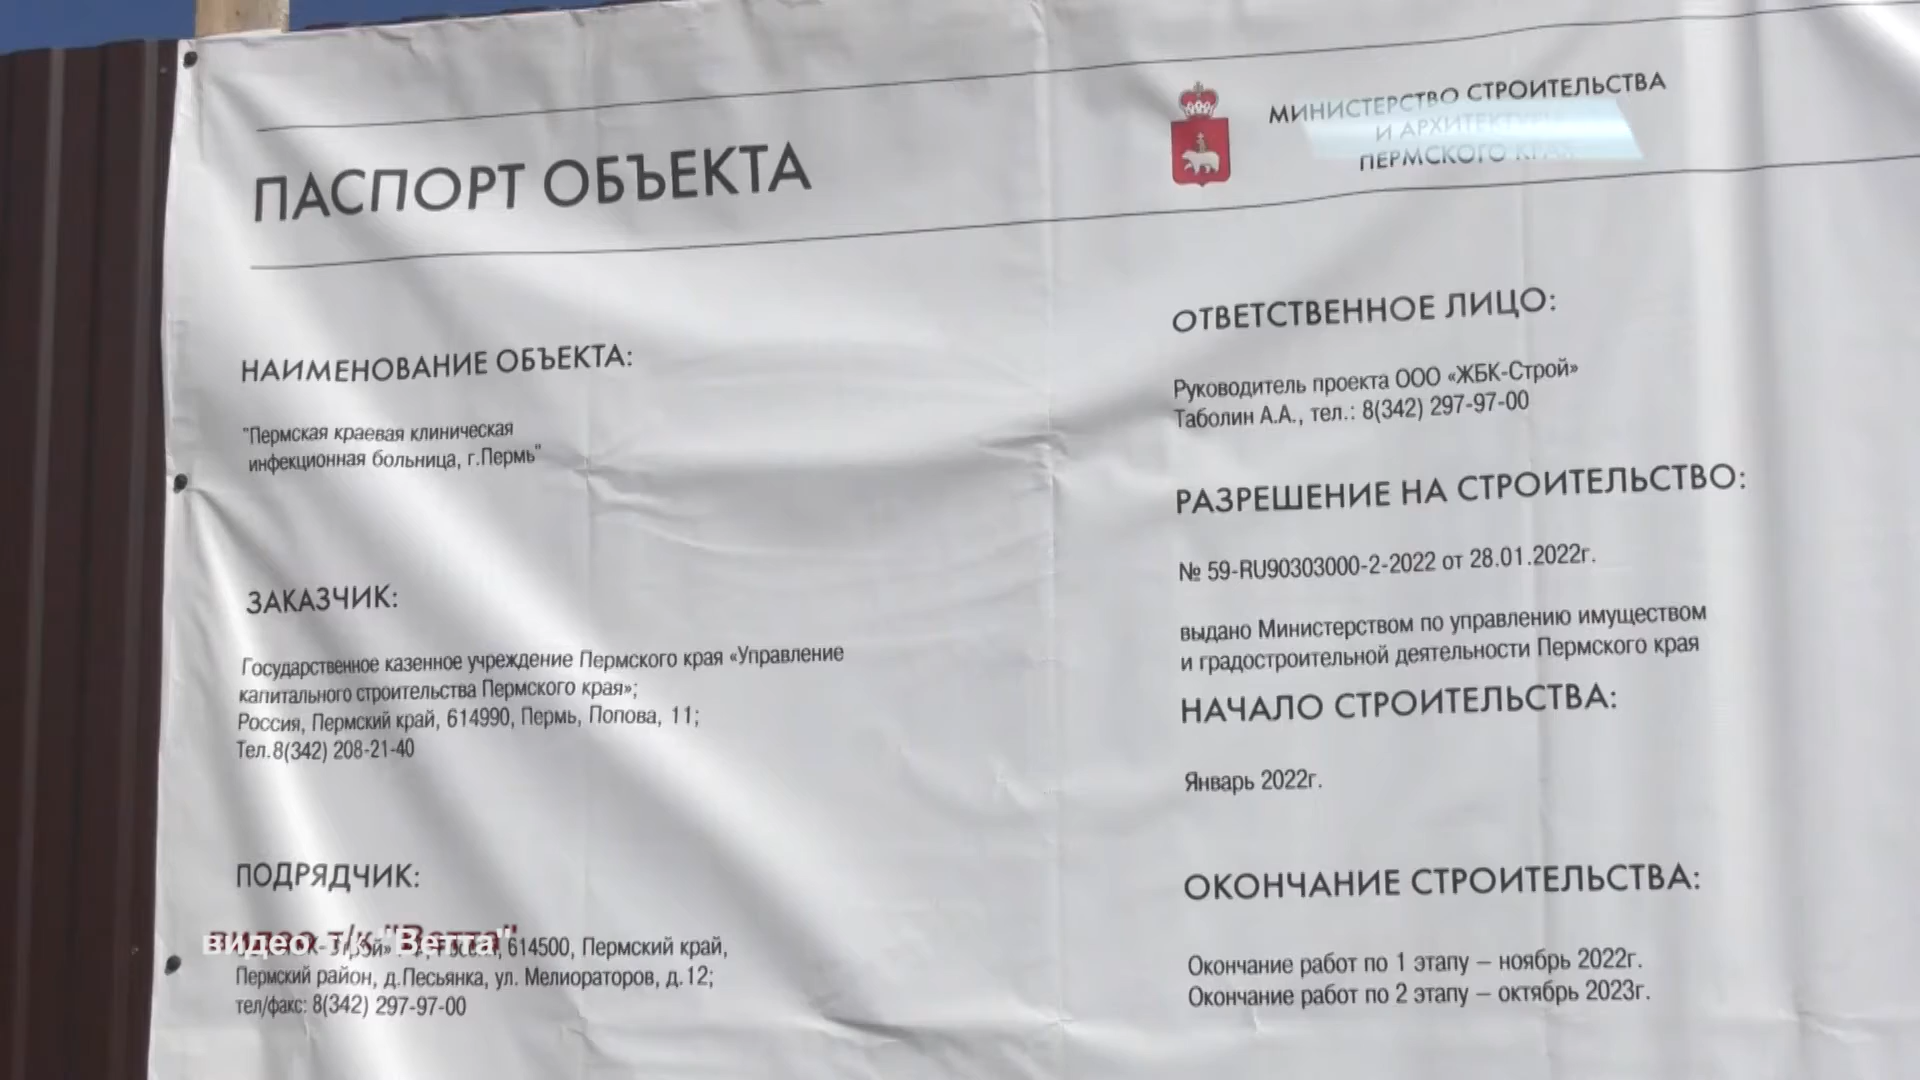 ПАСПОРТ ОБЪЕКТА
МИНИСТЕРСТВО СТРОИТЕЛЬСТВА
И АРХИТЕКТУРЫ
ПЕРМСКОГО КРАЯ
НАИМЕНОВАНИЕ ОБЪЕКТА:
"Пермская краевая клиническая
инфекционная больница, г.Пермь"
ЗАКАЗЧИК:
Государственное казенное учреждение Пермского края «Управление
капитального строительства Пермского края»;
Россия, Пермский край, 614990, Пермь, Попова, 11;
Тел.8(342) 208-21-40
ПОДРЯДЧИК:
видео т/к "Ветта"
614500, Пермский край,
Пермский район, д.Песьянка, ул. Мелиораторов, д.12;
тел/факс: 8(342) 297-97-00
ОТВЕТСТВЕННОЕ ЛИЦО:
Руководитель проекта ООО «ЖБК-Строй»
Таболин А.А., тел.: 8(342) 297-97-00
РАЗРЕШЕНИЕ НА СТРОИТЕЛЬСТВО:
№ 59-RU90303000-2-2022 от 28.01.2022г.
выдано Министерством по управлению имуществом
и градостроительной деятельности Пермского края
НАЧАЛО СТРОИТЕЛЬСТВА:
Январь 2022г.
ОКОНЧАНИЕ СТРОИТЕЛЬСТВА:
Окончание работ по 1 этапу – ноябрь 2022г.
Окончание работ по 2 этапу – октябрь 2023г.